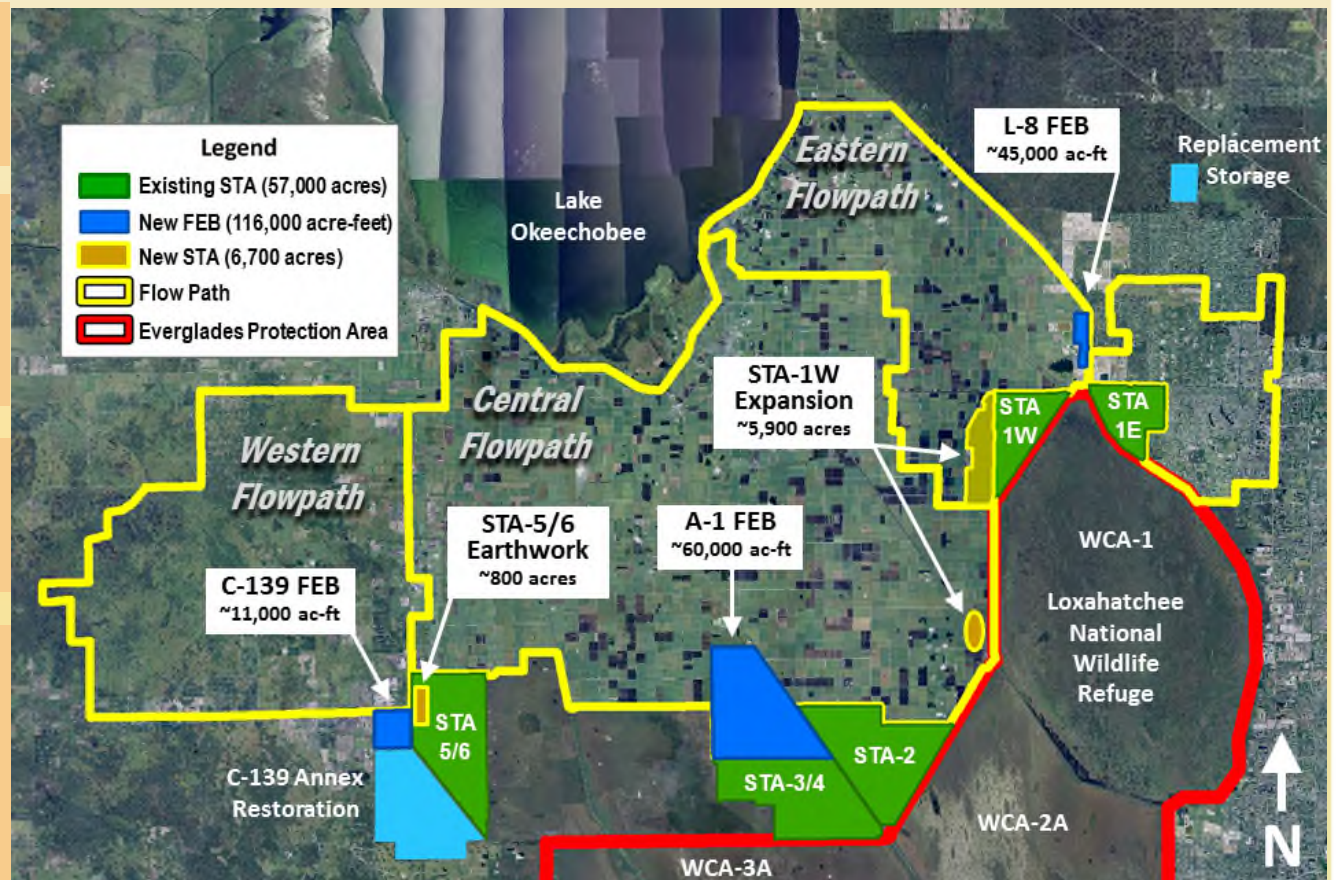 Legend
Existing STA (57,000 acres)
New FEB (116,000 acre-feet)
New STA (6,700 acres)
Flow Path
Everglades Protection Area
Lake
Okeechobee
Eastern
Flowpath
L-8 FEB
~45,000 ac-ft
Replacement
Storage
Central
Flowpath
Western
Flowpath
STA-1W
Expansion
~5,900 acres
STA
1W
STA
1E
STA-5/6
Earthwork
~800 acres
A-1 FEB
~60,000 ac-ft
C-139 FEB
~11,000 ac-ft
WCA-1
Loxahatchee
National
Wildlife
Refuge
STA
5/6
STA-2
STA-3/4
C-139 Annex
Restoration
WCA-2A
WCA-3A
N